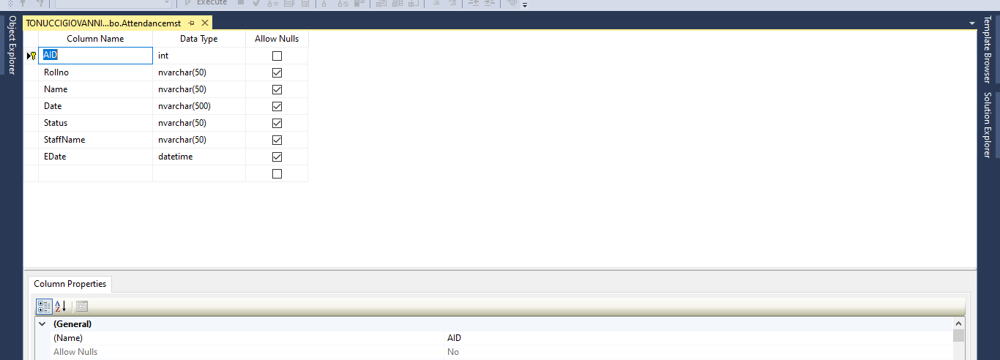 Execute
TONUCCIGIOVANNI...bo.Attendancemst
Object Explorer
Template Browser
Solution Explorer
Column Name Data Type Allow Nulls
AID int
Rollno nvarchar(50)
Name nvarchar(50)
Date nvarchar(500)
Status nvarchar(50)
StaffName nvarchar(50)
EDate datetime
Column Properties
(General)
(Name) AID
Allow Nulls No